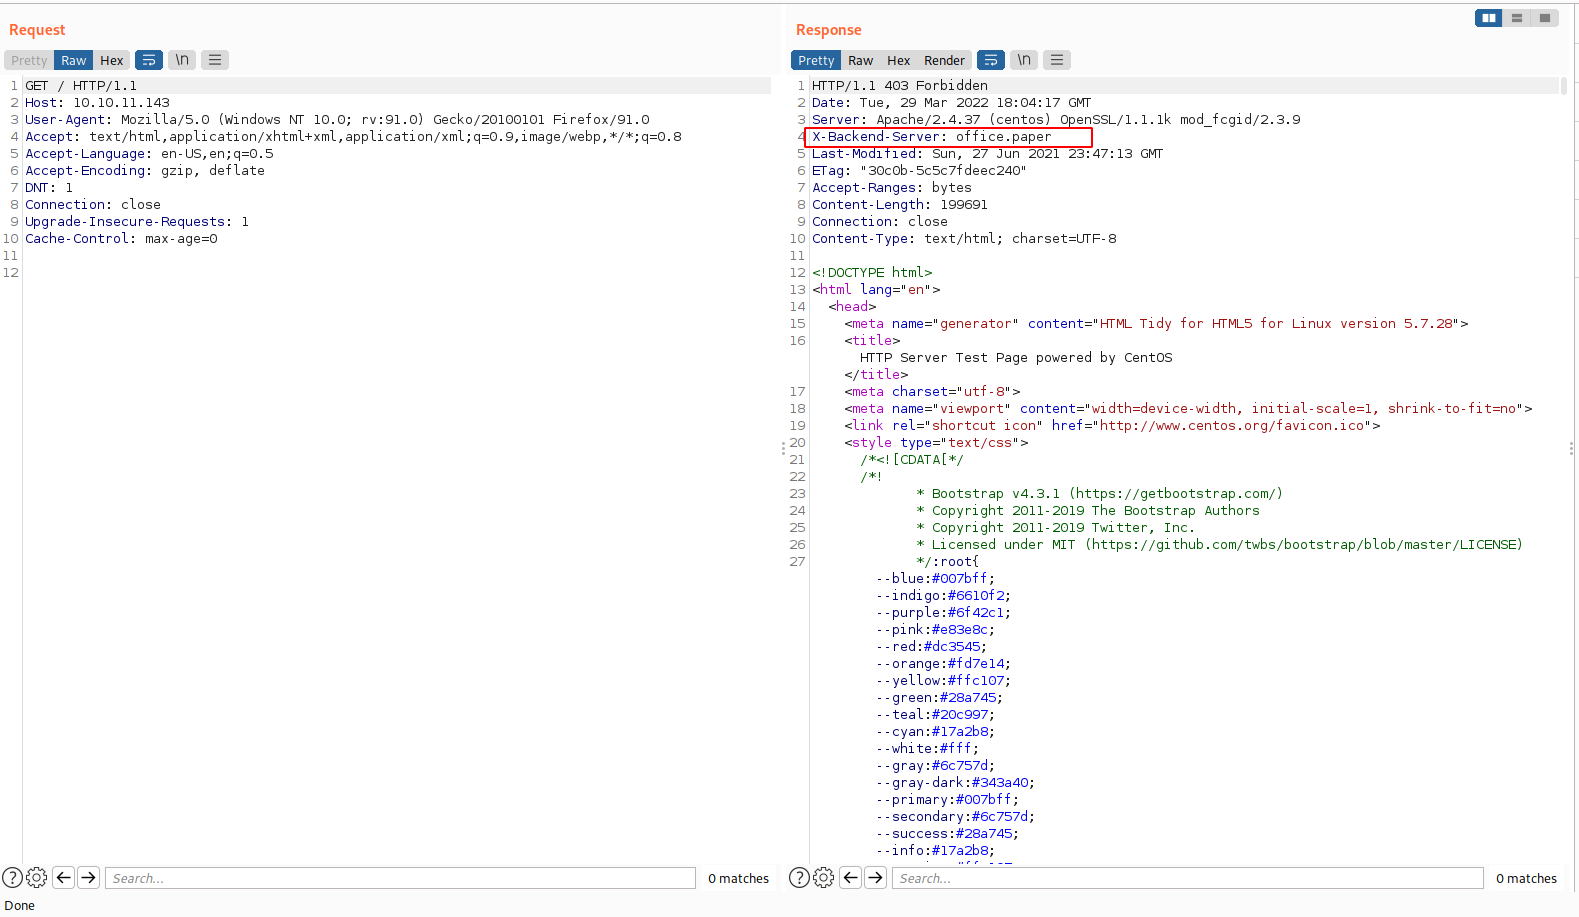 Request
Pretty Raw Hex \n
1 GET / HTTP/1.1
2 Host: 10.10.11.143
3 User-Agent: Mozilla/5.0 (Windows NT 10.0; rv:91.0) Gecko/20100101 Firefox/91.0
4 Accept: text/html,application/xhtml+xml,application/xml;q=0.9,image/webp,*/*;q=0.8
5 Accept-Language: en-US,en;q=0.5
6 Accept-Encoding: gzip, deflate
7 DNT: 1
8 Connection: close
9 Upgrade-Insecure-Requests: 1
10 Cache-Control: max-age=0
11
12
? Search... 0 matches
Done
Response
Pretty Raw Hex Render \n
1 HTTP/1.1 403 Forbidden
2 Date: Tue, 29 Mar 2022 18:04:17 GMT
3 Server: Apache/2.4.37 (centos) OpenSSL/1.1.1k mod_fcgid/2.3.9
4 X-Backend-Server: office.paper
5 Last-Modified: Sun, 27 Jun 2021 23:47:13 GMT
6 ETag: "30c0b-5c5c7fdeec240"
7 Accept-Ranges: bytes
8 Content-Length: 199691
9 Connection: close
10 Content-Type: text/html; charset=UTF-8
11
12 <!DOCTYPE html>
13 <html lang="en">
14 <head>
15 <meta name="generator" content="HTML Tidy for HTML5 for Linux version 5.7.28">
16 <title>
HTTP Server Test Page powered by CentOS
</title>
17 <meta charset="utf-8">
18 <meta name="viewport" content="width=device-width, initial-scale=1, shrink-to-fit=no">
19 <link rel="shortcut icon" href="http://www.centos.org/favicon.ico">
20 <style type="text/css">
21 /*<![CDATA[*/
22 /*!
23 * Bootstrap v4.3.1 (https://getbootstrap.com/)
24 * Copyright 2011-2019 The Bootstrap Authors
25 * Copyright 2011-2019 Twitter, Inc.
26 * Licensed under MIT (https://github.com/twbs/bootstrap/blob/master/LICENSE)
27 */:root{
--blue:#007bff;
--indigo:#6610f2;
--purple:#6f42c1;
--pink:#e83e8c;
--red:#dc3545;
--orange:#fd7e14;
--yellow:#ffc107;
--green:#28a745;
--teal:#20c997;
--cyan:#17a2b8;
--white:#fff;
--gray:#6c757d;
--gray-dark:#343a40;
--primary:#007bff;
--secondary:#6c757d;
--success:#28a745;
--info:#17a2b8;
? Search... 0 matches